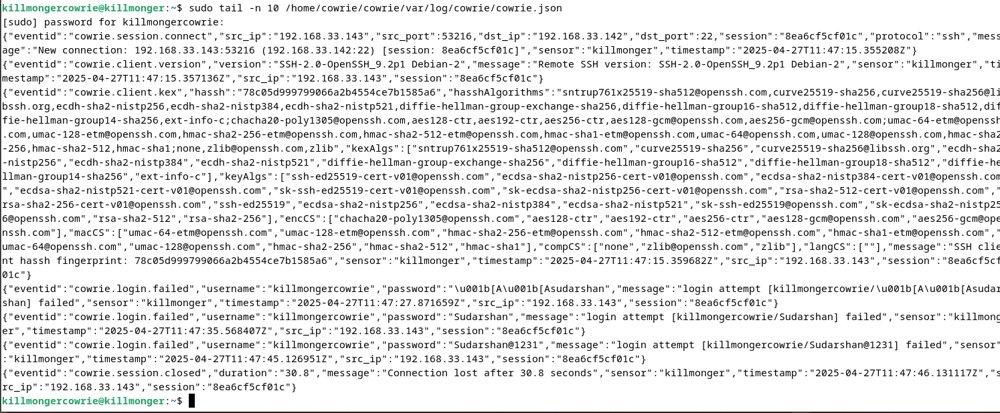 killmongercowrie@killmonger:~$ sudo tail -n 10 /home/cowrie/cowrie/var/log/cowrie/cowrie.json
[sudo] password for killmongercowrie:
{"eventid":"cowrie.session.connect","src_ip":"192.168.33.143","src_port":53216,"dst_ip":"192.168.33.142","dst_port":22,"session":"8ea6cf5cf01c","protocol":"ssh","mess
age":"New connection: 192.168.33.143:53216 (192.168.33.142:22) [session: 8ea6cf5cf01c]","sensor":"killmonger","timestamp":"2025-04-27T11:47:15.355208Z"}
{"eventid":"cowrie.client.version","version":"SSH-2.0-OpenSSH_9.2p1 Debian-2","message":"Remote SSH version: SSH-2.0-OpenSSH_9.2p1 Debian-2","sensor":"killmonger","ti
mestamp":"2025-04-27T11:47:15.357136Z","src_ip":"192.168.33.143","session":"8ea6cf5cf01c"}
{"eventid":"cowrie.client.kex","hassh":"78c05d999799066a2b4554ce7b1585a6","hasshAlgorithms":"sntrup761x25519-sha512@openssh.com,curve25519-sha256,curve25519-sha256@li
bssh.org,ecdh-sha2-nistp256,ecdh-sha2-nistp384,ecdh-sha2-nistp521,diffie-hellman-group-exchange-sha256,diffie-hellman-group16-sha512,diffie-hellman-group18-sha512,dif
fie-hellman-group14-sha256,ext-info-c;chacha20-poly1305@openssh.com,aes128-ctr,aes192-ctr,aes256-ctr,aes128-gcm@openssh.com,aes256-gcm@openssh.com;umac-64-etm@openssh
.com,umac-128-etm@openssh.com,hmac-sha2-256-etm@openssh.com,hmac-sha2-512-etm@openssh.com,hmac-sha1-etm@openssh.com,umac-64@openssh.com,umac-128@openssh.com,hmac-sha2
-256,hmac-sha2-512,hmac-sha1;none,zlib@openssh.com,zlib","kexAlgs":["sntrup761x25519-sha512@openssh.com","curve25519-sha256","curve25519-sha256@libssh.org","ecdh-sha2
-nistp256","ecdh-sha2-nistp384","ecdh-sha2-nistp521","diffie-hellman-group-exchange-sha256","diffie-hellman-group16-sha512","diffie-hellman-group18-sha512","diffie-he
llman-group14-sha256","ext-info-c"],"keyAlgs":["ssh-ed25519-cert-v01@openssh.com","ecdsa-sha2-nistp256-cert-v01@openssh.com","ecdsa-sha2-nistp384-cert-v01@openssh.com
","ecdsa-sha2-nistp521-cert-v01@openssh.com","sk-ssh-ed25519-cert-v01@openssh.com","sk-ecdsa-sha2-nistp256-cert-v01@openssh.com","rsa-sha2-512-cert-v01@openssh.com","
rsa-sha2-256-cert-v01@openssh.com","ssh-ed25519","ecdsa-sha2-nistp256","ecdsa-sha2-nistp384","ecdsa-sha2-nistp521","sk-ssh-ed25519@openssh.com","sk-ecdsa-sha2-nistp25
6@openssh.com","rsa-sha2-512","rsa-sha2-256"],"encCS":["chacha20-poly1305@openssh.com","aes128-ctr","aes192-ctr","aes256-ctr","aes128-gcm@openssh.com","aes256-gcm@ope
nssh.com"],"macCS":["umac-64-etm@openssh.com","umac-128-etm@openssh.com","hmac-sha2-256-etm@openssh.com","hmac-sha2-512-etm@openssh.com","hmac-sha1-etm@openssh.com","
umac-64@openssh.com","umac-128@openssh.com","hmac-sha2-256","hmac-sha2-512","hmac-sha1"],"compCS":["none","zlib@openssh.com","zlib"],"langCS":[""],"message":"SSH clie
nt hassh fingerprint: 78c05d999799066a2b4554ce7b1585a6","sensor":"killmonger","timestamp":"2025-04-27T11:47:15.359682Z","src_ip":"192.168.33.143","session":"8ea6cf5cf
01c"}
{"eventid":"cowrie.login.failed","username":"killmongercowrie","password":"\u001b[A\u001b[Asudarshan","message":"login attempt [killmongercowrie/\u001b[A\u001b[Asudar
shan] failed","sensor":"killmonger","timestamp":"2025-04-27T11:47:27.871659Z","src_ip":"192.168.33.143","session":"8ea6cf5cf01c"}
{"eventid":"cowrie.login.failed","username":"killmongercowrie","password":"Sudarshan","message":"login attempt [killmongercowrie/Sudarshan] failed","sensor":"killmong
er","timestamp":"2025-04-27T11:47:35.568407Z","src_ip":"192.168.33.143","session":"8ea6cf5cf01c"}
{"eventid":"cowrie.login.failed","username":"killmongercowrie","password":"Sudarshan@1231","message":"login attempt [killmongercowrie/Sudarshan@1231] failed","sensor"
:"killmonger","timestamp":"2025-04-27T11:47:45.126951Z","src_ip":"192.168.33.143","session":"8ea6cf5cf01c"}
{"eventid":"cowrie.session.closed","duration":"30.8","message":"Connection lost after 30.8 seconds","sensor":"killmonger","timestamp":"2025-04-27T11:47:46.131117Z","s
rc_ip":"192.168.33.143","session":"8ea6cf5cf01c"}
killmongercowrie@killmonger:~$